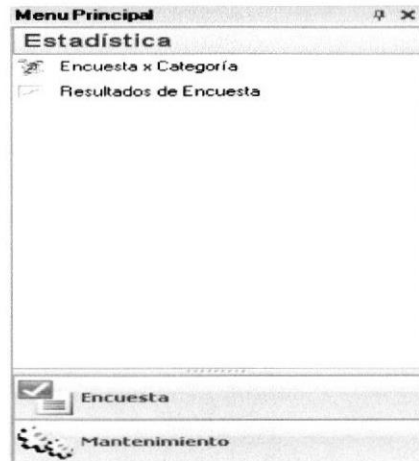 Menu Principal
Estadística
Encuesta x Categoría
Resultados de Encuesta
Encuesta
Mantenimiento